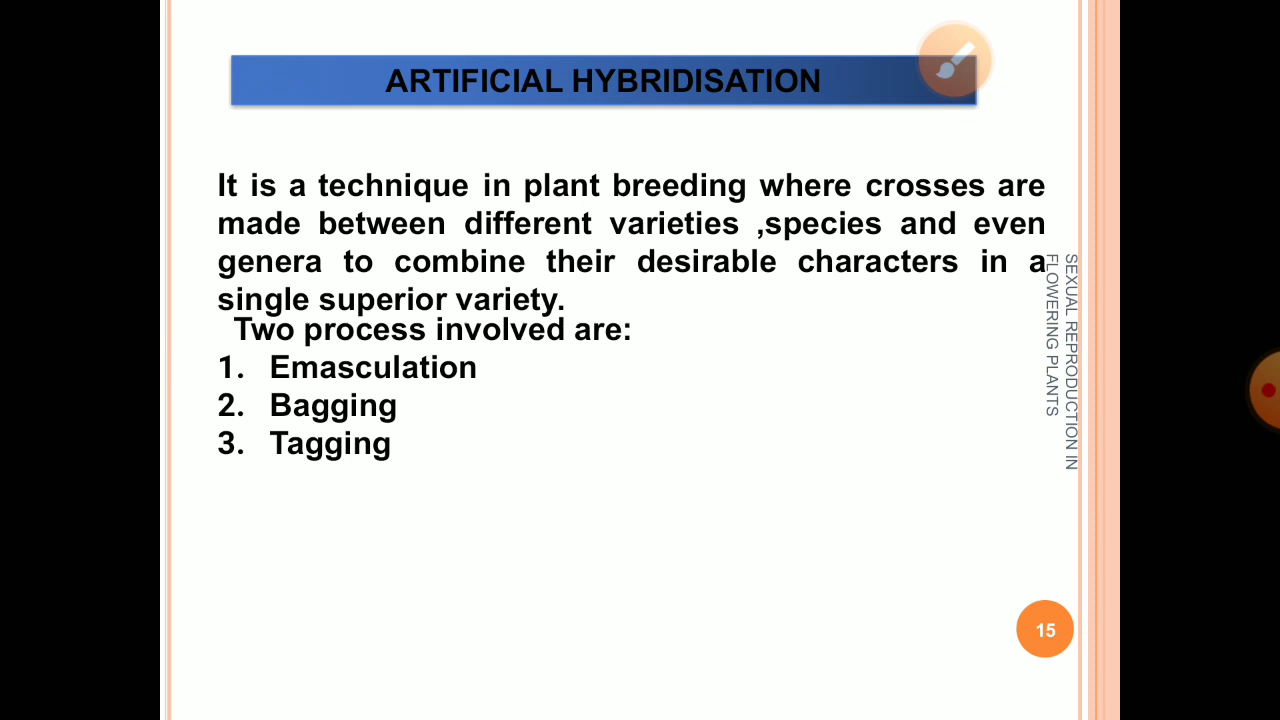 ARTIFICIAL HYBRIDISATION
It is a technique in plant breeding where crosses are
made between different varieties ,species and even
genera to combine their desirable characters in a
single superior variety.
Two process involved are:
1. Emasculation
2. Bagging
3. Tagging
SEXUAL REPRODUCTION IN
FLOWERING PLANTS
15